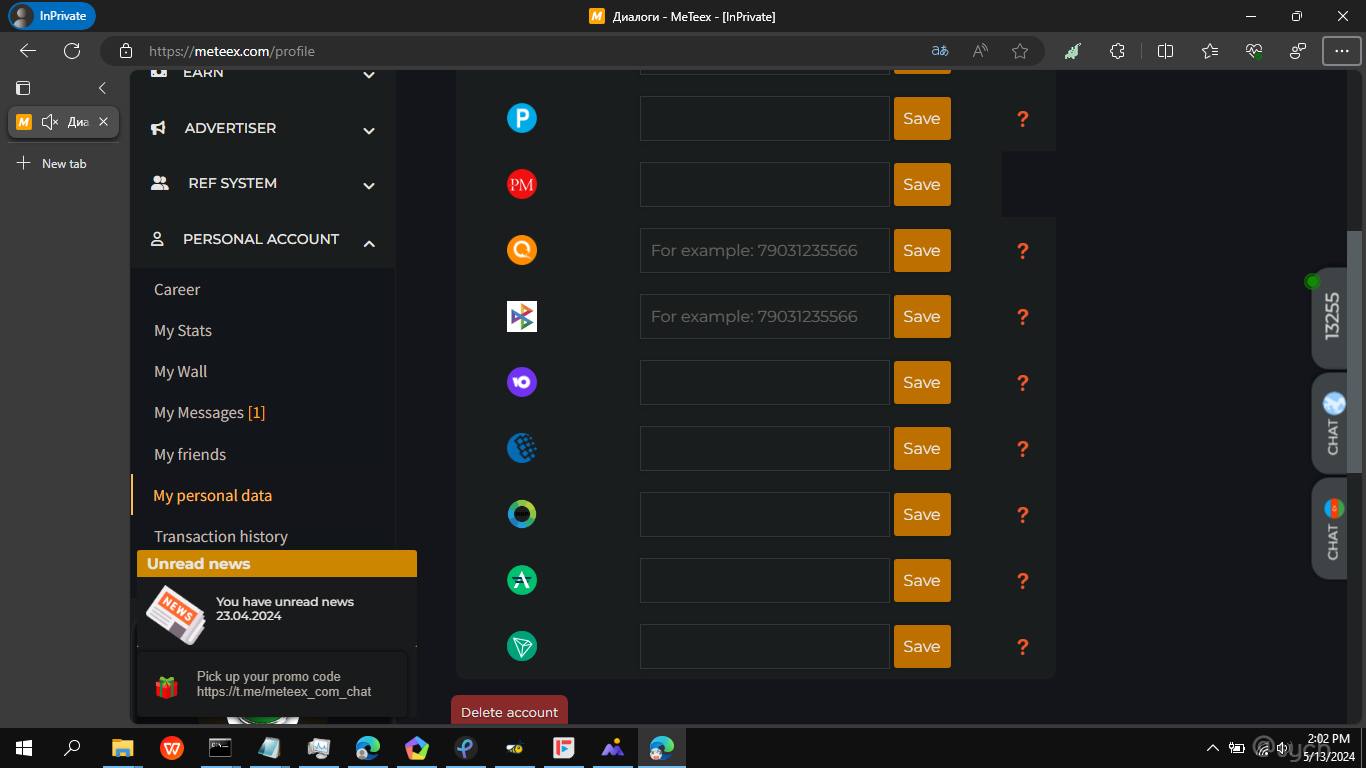 InPrivate
Диалоги - MeTeex - [InPrivate]
https://meteex.com/profile
Диа
New tab
EARN
ADVERTISER
REF SYSTEM
PERSONAL ACCOUNT
Career
My Stats
My Wall
My Messages [1]
My friends
My personal data
Transaction history
Unread news
NEWS
You have unread news
23.04.2024
Pick up your promo code
https://t.me/meteex_com_chat
P
Save
?
PM
Save
For example: 79031235566
Save
?
For example: 79031235566
Save
?
Save
?
Save
?
Save
?
Save
?
Save
?
Delete account
13255
CHAT
CHAT
2:02 PM
5/13/2024